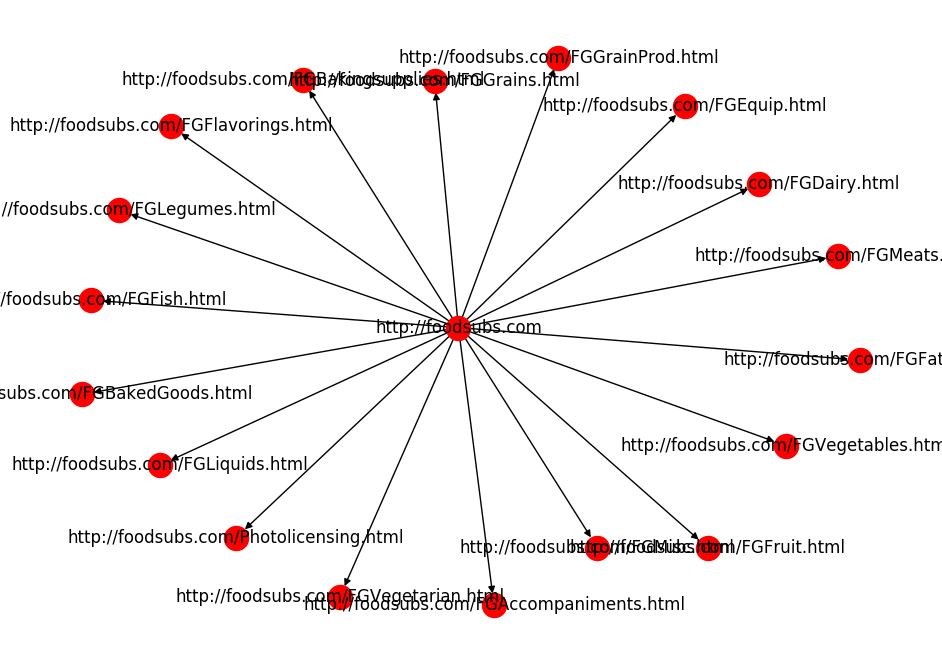 http://foodsubs.com/FGGrainProd.html
http://foodsubs.com/FGBakingsupplies.html
http://foodsubs.com/FGGrains.html
http://foodsubs.com/FGEquip.html
http://foodsubs.com/FGFlavorings.html
http://foodsubs.com/FGDairy.html
://foodsubs.com/FGLegumes.html
http://foodsubs.com/FGMeats.
/foodsubs.com/FGFish.html
http://foodsubs.com
http://foodsubs.com/FGFat
subs.com/FGBakedGoods.html
http://foodsubs.com/FGVegetables.htm
http://foodsubs.com/FGLiquids.html
http://foodsubs.com/Photolicensing.html
http://foodsubs.com/FGMisc.html
http://foodsubs.com/FGFruit.html
http://foodsubs.com/FGVegetarian.html
http://foodsubs.com/FGAccompaniments.html